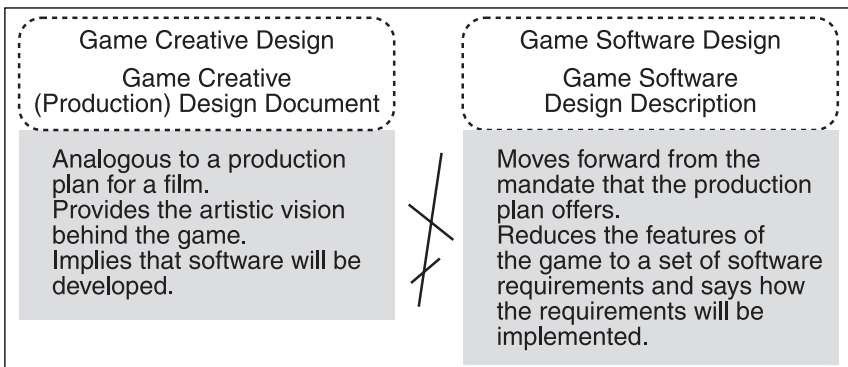 Game Creative Design
Game Creative
(Production) Design Document
Analogous to a production
plan for a film.
Provides the artistic vision
behind the game.
Implies that software will be
developed.
Game Software Design
Game Software
Design Description
Moves forward from the
mandate that the production
plan offers.
Reduces the features of
the game to a set of software
requirements and says how
the requirements will be
implemented.